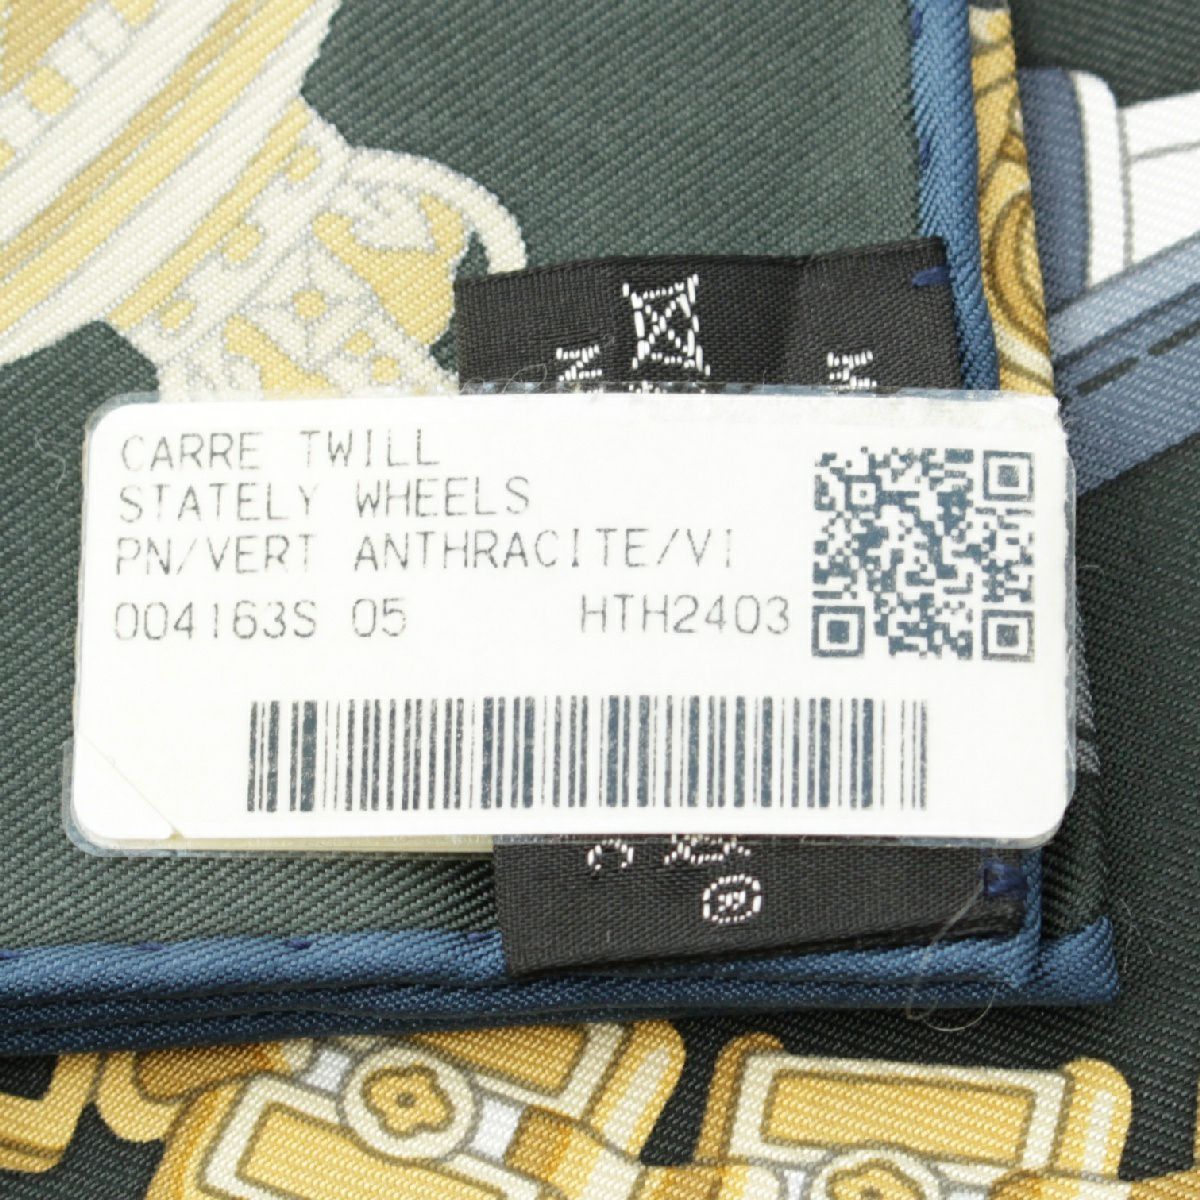 CARRE TWILL
STATELY WHEELS
PN/VERT ANTHRACITE/VI
004163S 05 HTH2403